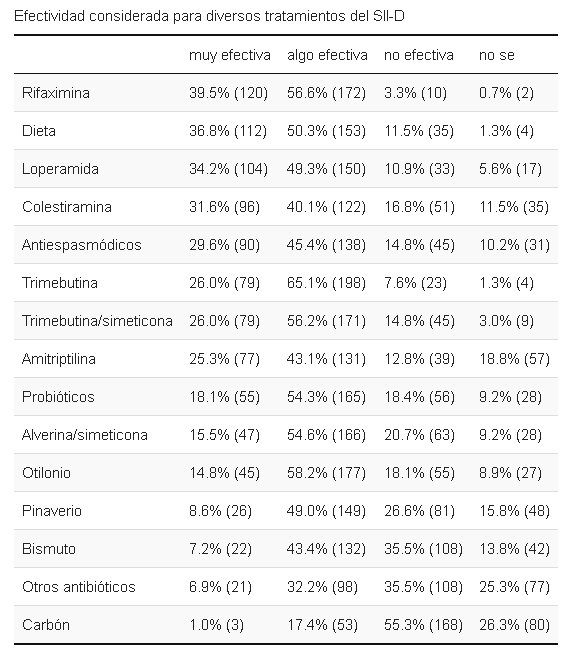 Efectividad considerada para diversos tratamientos del SII-D
muy efectiva algo efectiva no efectiva no se
Rifaximina 39.5% (120) 56.6% (172) 3.3% (10) 0.7% (2)
Dieta 36.8% (112) 50.3% (153) 11.5% (35) 1.3% (4)
Loperamida 34.2% (104) 49.3% (150) 10.9% (33) 5.6% (17)
Colestiramina 31.6% (96) 40.1% (122) 16.8% (51) 11.5% (35)
Antiespasmódicos 29.6% (90) 45.4% (138) 14.8% (45) 10.2% (31)
Trimebutina 26.0% (79) 65.1% (198) 7.6% (23) 1.3% (4)
Trimebutina/simeticona 26.0% (79) 56.2% (171) 14.8% (45) 3.0% (9)
Amitriptilina 25.3% (77) 43.1% (131) 12.8% (39) 18.8% (57)
Probióticos 18.1% (55) 54.3% (165) 18.4% (56) 9.2% (28)
Alverina/simeticona 15.5% (47) 54.6% (166) 20.7% (63) 9.2% (28)
Otilonio 14.8% (45) 58.2% (177) 18.1% (55) 8.9% (27)
Pinaverio 8.6% (26) 49.0% (149) 26.6% (81) 15.8% (48)
Bismuto 7.2% (22) 43.4% (132) 35.5% (108) 13.8% (42)
Otros antibióticos 6.9% (21) 32.2% (98) 35.5% (108) 25.3% (77)
Carbón 1.0% (3) 17.4% (53) 55.3% (168) 26.3% (80)